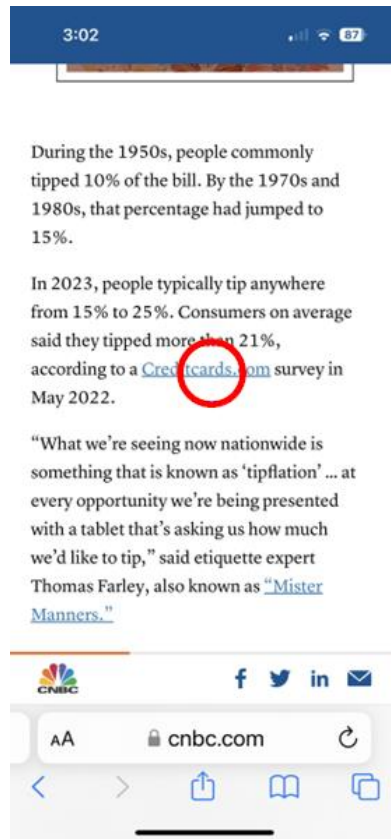 3:02
87
During the 1950s, people commonly
tipped 10% of the bill. By the 1970s and
1980s, that percentage had jumped to
15%.
In 2023, people typically tip anywhere
from 15% to 25%. Consumers on average
said they tipped more than 21%,
according to a Creditcards.com survey in
May 2022.
“What we’re seeing now nationwide is
something that is known as ‘tipflation’ ... at
every opportunity we’re being presented
with a tablet that’s asking us how much
we’d like to tip,” said etiquette expert
Thomas Farley, also known as “Mister
Manners.”
CNBC
f in
AA cnbc.com